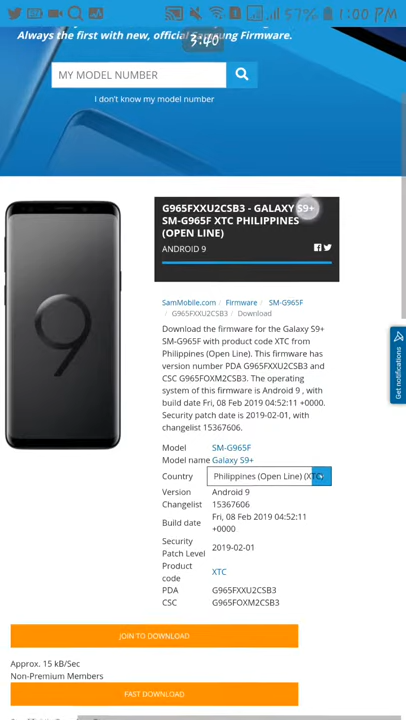 57% 1:00 PM
Always the first with new, official Samsung Firmware.
3:40
MY MODEL NUMBER
I don't know my model number
G965FXXU2CSB3 - GALAXY S9+
SM-G965F XTC PHILIPPINES
(OPEN LINE)
ANDROID 9
SamMobile.com / Firmware / SM-G965F
/ G965FXXU2CSB3 / Download
Download the firmware for the Galaxy S9+
SM-G965F with product code XTC from
Philippines (Open Line). This firmware has
version number PDA G965FXXU2CSB3 and
CSC G965FOXM2CSB3. The operating
system of this firmware is Android 9 , with
build date Fri, 08 Feb 2019 04:52:11 +0000.
Security patch date is 2019-02-01, with
changelist 15367606.
Get notifications
Model SM-G965F
Model name Galaxy S9+
Country Philippines (Open Line) (XTC)
Version Android 9
Changelist 15367606
Build date Fri, 08 Feb 2019 04:52:11
+0000
Security
Patch Level 2019-02-01
Product
code XTC
PDA G965FXXU2CSB3
CSC G965FOXM2CSB3
JOIN TO DOWNLOAD
Approx. 15 kB/Sec
Non-Premium Members
FAST DOWNLOAD